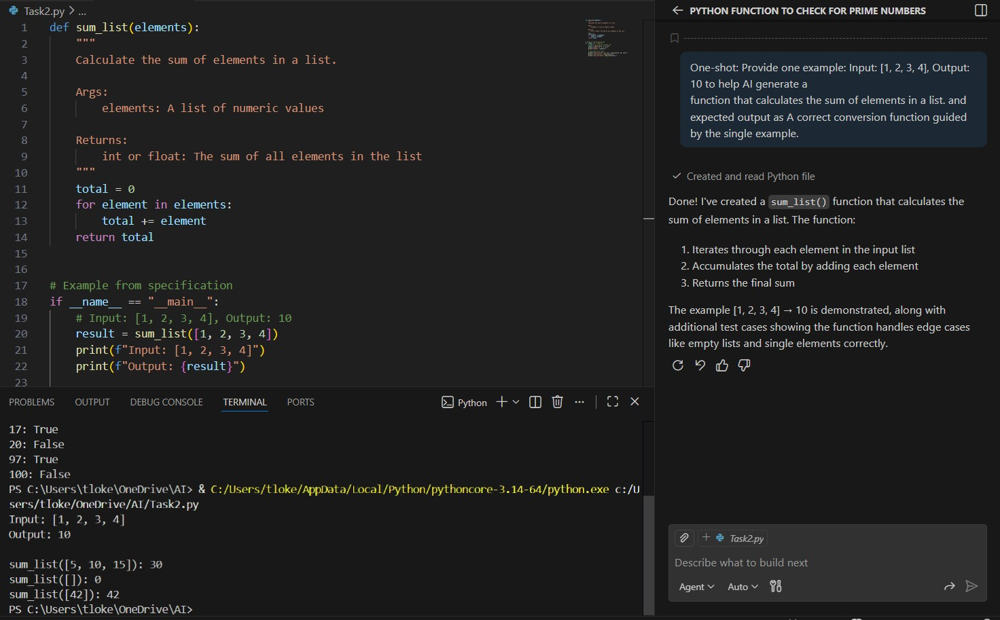 Task2.py > ...
1 def sum_list(elements):
2 """
3 Calculate the sum of elements in a list.
4
5 Args:
6 elements: A list of numeric values
7
8 Returns:
9 int or float: The sum of all elements in the list
10 """
11 total = 0
12 for element in elements:
13 total += element
14 return total
15
16
17 # Example from specification
18 if __name__ == "__main__":
19 # Input: [1, 2, 3, 4], Output: 10
20 result = sum_list([1, 2, 3, 4])
21 print(f"Input: [1, 2, 3, 4]")
22 print(f"Output: {result}")
23
PROBLEMS OUTPUT DEBUG CONSOLE TERMINAL PORTS Python
17: True
20: False
97: True
100: False
PS C:\Users\tloke\OneDrive\AI> & C:/Users/tloke/AppData/Local/Python/pythoncore-3.14-64/python.exe c:/U
sers/tloke/OneDrive/AI/Task2.py
Input: [1, 2, 3, 4]
Output: 10

sum_list([5, 10, 15]): 30
sum_list([]): 0
sum_list([42]): 42
PS C:\Users\tloke\OneDrive\AI>
PYTHON FUNCTION TO CHECK FOR PRIME NUMBERS
One-shot: Provide one example: Input: [1, 2, 3, 4], Output:
10 to help AI generate a
function that calculates the sum of elements in a list. and
expected output as A correct conversion function guided
by the single example.
Created and read Python file
Done! I've created a sum_list() function that calculates the
sum of elements in a list. The function:
1. Iterates through each element in the input list
2. Accumulates the total by adding each element
3. Returns the final sum
The example [1, 2, 3, 4] → 10 is demonstrated, along with
additional test cases showing the function handles edge cases
like empty lists and single elements correctly.
Task2.py
Describe what to build next
Agent Auto